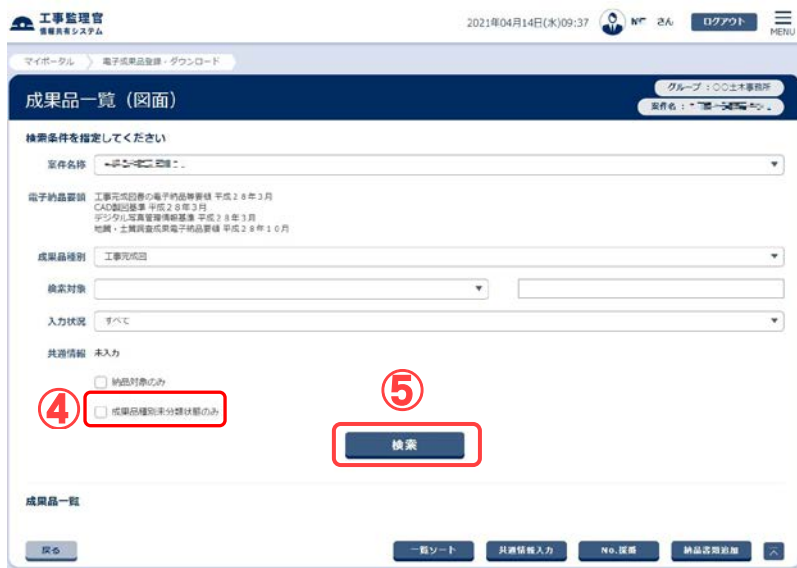 工事監理官
情報共有システム
2021年04月14日(水)09:37
さん
ログアウト
MENU
マイポータル
電子成果品登録・ダウンロード
成果品一覧（図面）
グループ：〇〇土木事務所
案件名：
検索条件を指定してください
案件名称
電子納品要領
工事完成図書の電子納品等要領 平成２８年３月
CAD製図基準 平成２８年３月
デジタル写真管理情報基準 平成２８年３月
地質・土質調査成果電子納品要領 平成２８年１０月
成果品種別
工事完成図
検索対象
入力状況
すべて
共通情報
未入力
納品対象のみ
④
成果品種別未分類状態のみ
⑤
検索
成果品一覧
戻る
一覧ソート
共通情報入力
No.採番
納品書類追加